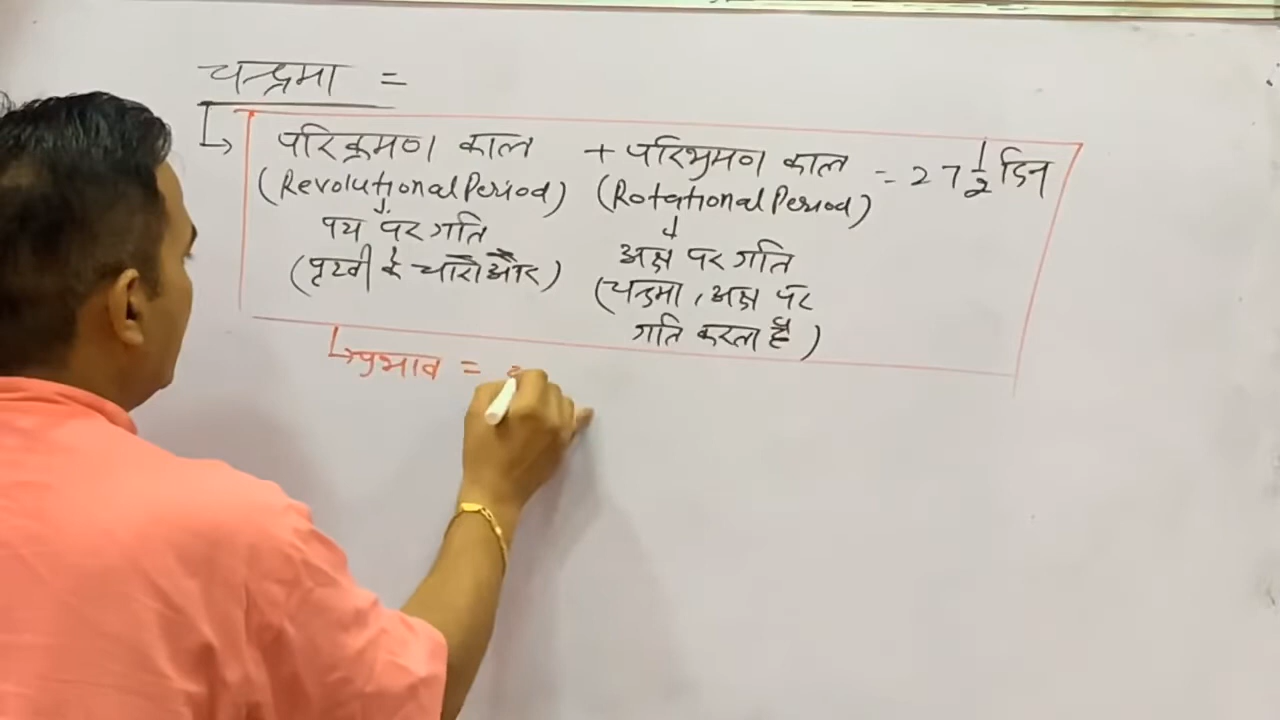 चन्द्रमा =
परिक्रमण काल + परिभ्रमण काल = 27 1/2 दिन
(Revolutional Period) (Rotational Period)
↓ ↓
पथ पर गति अक्ष पर गति
(पृथ्वी के चारो और) (चन्द्रमा, अक्ष पर
गति करता है)
↳ प्रभाव =